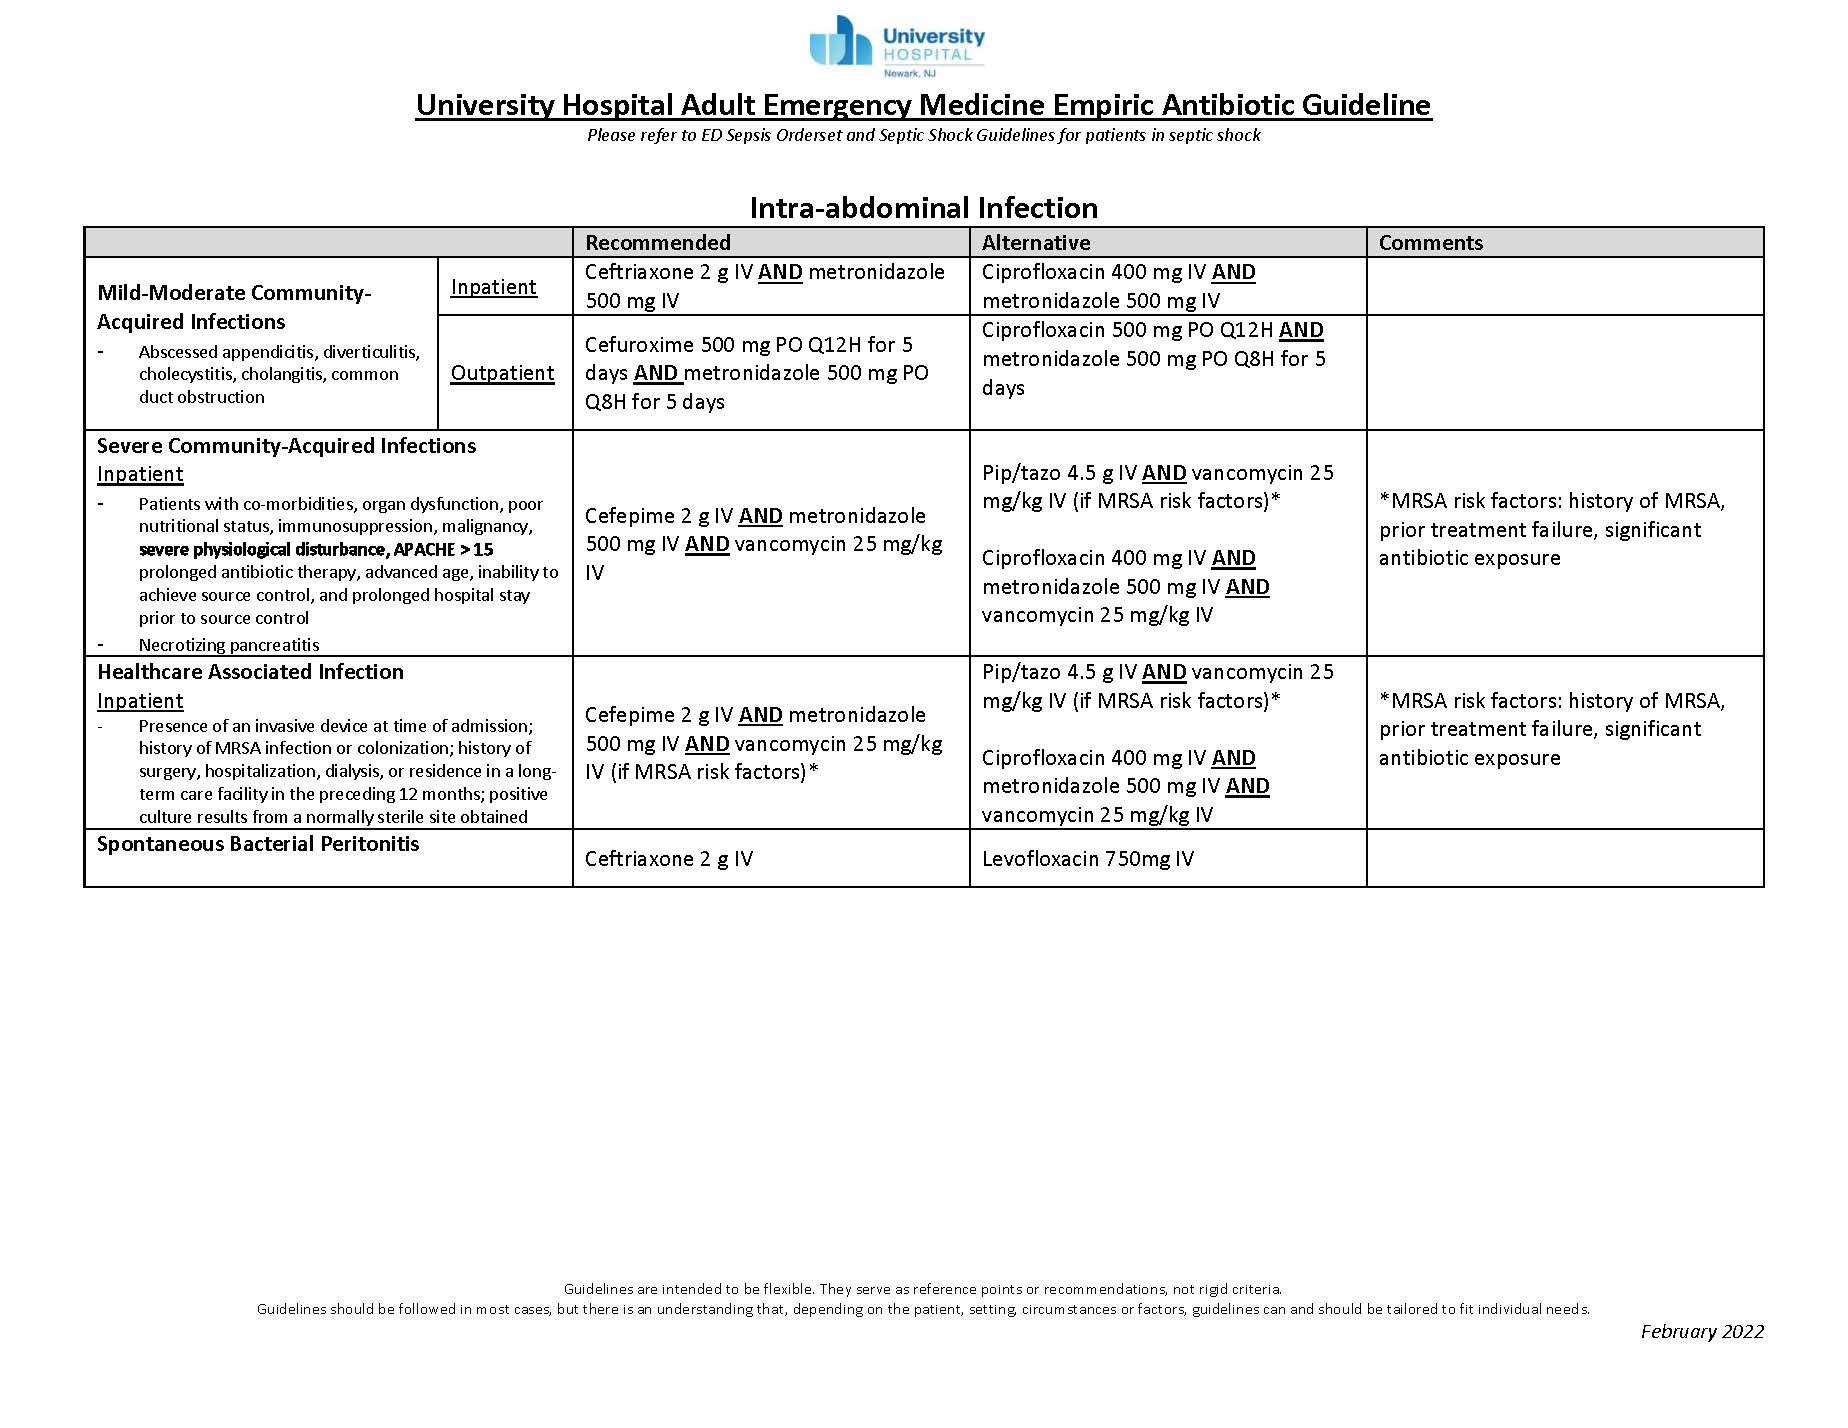 University
HOSPITAL
Newark, NJ
University Hospital Adult Emergency Medicine Empiric Antibiotic Guideline
Please refer to ED Sepsis Orderset and Septic Shock Guidelines for patients in septic shock
Intra-abdominal Infection
Recommended
Alternative
Comments
Mild-Moderate Community-
Acquired Infections
- Abscessed appendicitis, diverticulitis,
cholecystitis, cholangitis, common
duct obstruction
Inpatient
Ceftriaxone 2 g IV AND metronidazole
500 mg IV
Ciprofloxacin 400 mg IV AND
metronidazole 500 mg IV
Outpatient
Cefuroxime 500 mg PO Q12H for 5
days AND metronidazole 500 mg PO
Q8H for 5 days
Ciprofloxacin 500 mg PO Q12H AND
metronidazole 500 mg PO Q8H for 5
days
Severe Community-Acquired Infections
Inpatient
- Patients with co-morbidities, organ dysfunction, poor
nutritional status, immunosuppression, malignancy,
severe physiological disturbance, APACHE > 15
prolonged antibiotic therapy, advanced age, inability to
achieve source control, and prolonged hospital stay
prior to source control
- Necrotizing pancreatitis
Cefepime 2 g IV AND metronidazole
500 mg IV AND vancomycin 25 mg/kg
IV
Pip/tazo 4.5 g IV AND vancomycin 25
mg/kg IV (if MRSA risk factors)*
Ciprofloxacin 400 mg IV AND
metronidazole 500 mg IV AND
vancomycin 25 mg/kg IV
*MRSA risk factors: history of MRSA,
prior treatment failure, significant
antibiotic exposure
Healthcare Associated Infection
Inpatient
- Presence of an invasive device at time of admission;
history of MRSA infection or colonization; history of
surgery, hospitalization, dialysis, or residence in a long-
term care facility in the preceding 12 months; positive
culture results from a normally sterile site obtained
Cefepime 2 g IV AND metronidazole
500 mg IV AND vancomycin 25 mg/kg
IV (if MRSA risk factors)*
Pip/tazo 4.5 g IV AND vancomycin 25
mg/kg IV (if MRSA risk factors)*
Ciprofloxacin 400 mg IV AND
metronidazole 500 mg IV AND
vancomycin 25 mg/kg IV
*MRSA risk factors: history of MRSA,
prior treatment failure, significant
antibiotic exposure
Spontaneous Bacterial Peritonitis
Ceftriaxone 2 g IV
Levofloxacin 750mg IV
Guidelines are intended to be flexible. They serve as reference points or recommendations, not rigid criteria.
Guidelines should be followed in most cases, but there is an understanding that, depending on the patient, setting, circumstances or factors, guidelines can and should be tailored to fit individual needs.
February 2022